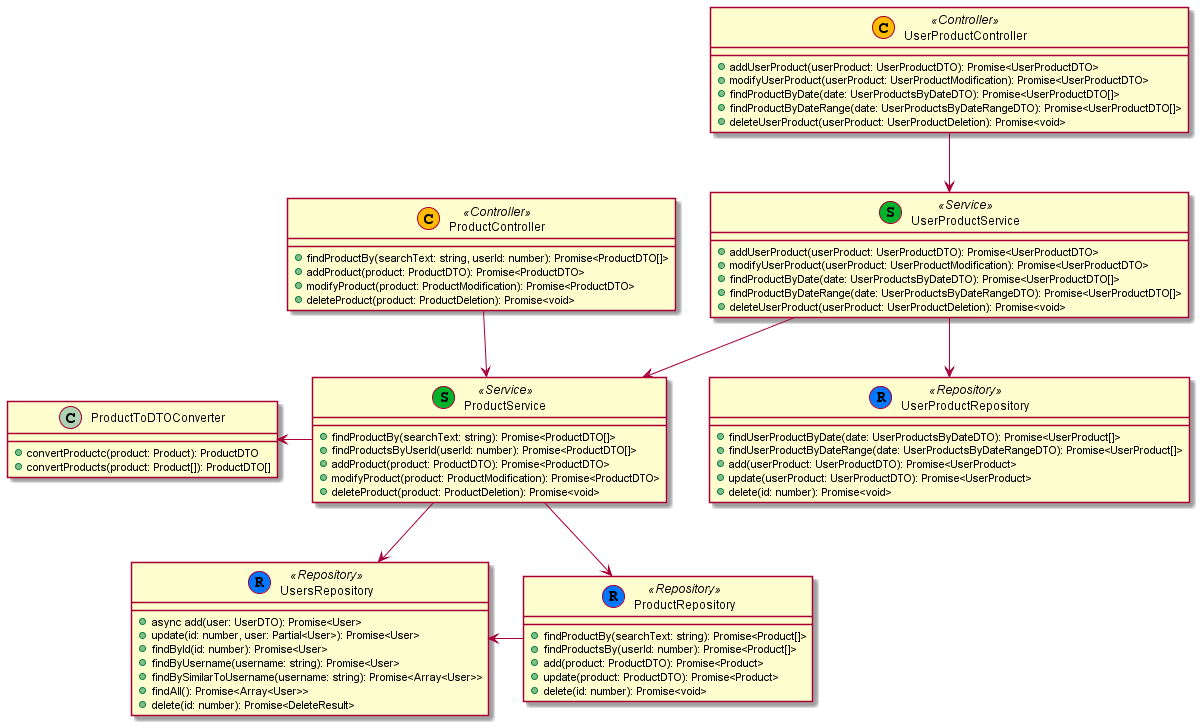 C
«Controller»
UserProductController
addUserProduct(userProduct: UserProductDTO): Promise<UserProductDTO>
modifyUserProduct(userProduct: UserProductModification): Promise<UserProductDTO>
findProductByDate(date: UserProductsByDateDTO): Promise<UserProductDTO[]>
findProductByDateRange(date: UserProductsByDateRangeDTO): Promise<UserProductDTO[]>
deleteUserProduct(userProduct: UserProductDeletion): Promise<void>
C
«Controller»
ProductController
findProductBy(searchText: string, userId: number): Promise<ProductDTO[]>
addProduct(product: ProductDTO): Promise<ProductDTO>
modifyProduct(product: ProductModification): Promise<ProductDTO>
deleteProduct(product: ProductDeletion): Promise<void>
S
«Service»
UserProductService
addUserProduct(userProduct: UserProductDTO): Promise<UserProductDTO>
modifyUserProduct(userProduct: UserProductModification): Promise<UserProductDTO>
findProductByDate(date: UserProductsByDateDTO): Promise<UserProductDTO[]>
findProductByDateRange(date: UserProductsByDateRangeDTO): Promise<UserProductDTO[]>
deleteUserProduct(userProduct: UserProductDeletion): Promise<void>
C
ProductToDTOConverter
convertProductc(product: Product): ProductDTO
convertProducts(product: Product[]): ProductDTO[]
S
«Service»
ProductService
findProductBy(searchText: string): Promise<ProductDTO[]>
findProductsByUserId(userId: number): Promise<ProductDTO[]>
addProduct(product: ProductDTO): Promise<ProductDTO>
modifyProduct(product: ProductModification): Promise<ProductDTO>
deleteProduct(product: ProductDeletion): Promise<void>
R
«Repository»
UserProductRepository
findUserProductByDate(date: UserProductsByDateDTO): Promise<UserProduct[]>
findUserProductByDateRange(date: UserProductsByDateRangeDTO): Promise<UserProduct[]>
add(userProduct: UserProductDTO): Promise<UserProduct>
update(userProduct: UserProductDTO): Promise<UserProduct>
delete(id: number): Promise<void>
R
«Repository»
UsersRepository
async add(user: UserDTO): Promise<User>
update(id: number, user: Partial<User>): Promise<User>
findById(id: number): Promise<User>
findByUsername(username: string): Promise<User>
findBySimilarToUsername(username: string): Promise<Array<User>>
findAll(): Promise<Array<User>>
delete(id: number): Promise<DeleteResult>
R
«Repository»
ProductRepository
findProductBy(searchText: string): Promise<Product[]>
findProductsBy(userId: number): Promise<Product[]>
add(product: ProductDTO): Promise<Product>
update(product: ProductDTO): Promise<Product>
delete(id: number): Promise<void>